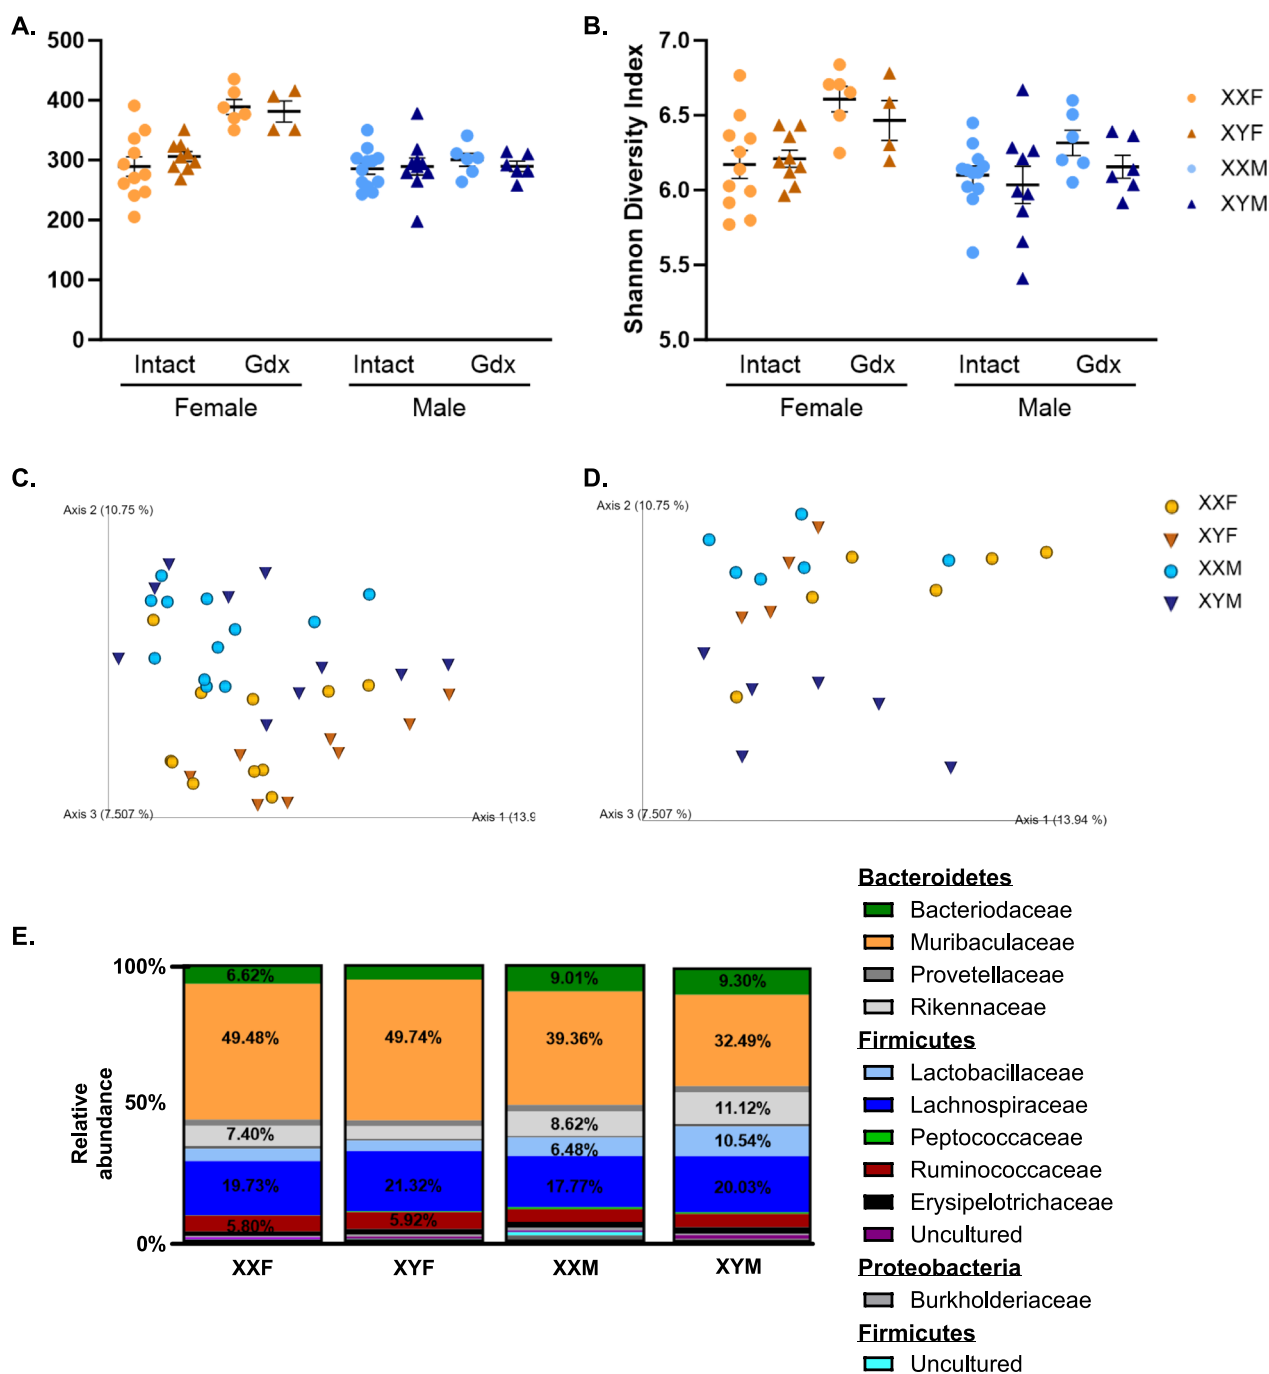 A.
500
400
300
200
100
0
Intact
Gdx
Intact
Gdx
Female
Male
B.
Shannon Diversity Index
7.0
6.5
6.0
5.5
5.0
Intact
Gdx
Intact
Gdx
Female
Male
XXF
XYF
XXM
XYM
C.
Axis 2 (10.75 %)
Axis 3 (7.507 %)
Axis 1 (13.9
D.
Axis 2 (10.75 %)
Axis 3 (7.507 %)
Axis 1 (13.94 %)
XXF
XYF
XXM
XYM
E.
Relative
abundance
100%
50%
0%
6.62%
49.48%
7.40%
19.73%
5.80%
XXF
49.74%
21.32%
5.92%
XYF
9.01%
39.36%
8.62%
6.48%
17.77%
XXM
9.30%
32.49%
11.12%
10.54%
20.03%
XYM
Bacteroidetes
Bacteriodaceae
Muribaculaceae
Provetellaceae
Rikennaceae
Firmicutes
Lactobacillaceae
Lachnospiraceae
Peptococcaceae
Ruminococcaceae
Erysipelotrichaceae
Uncultured
Proteobacteria
Burkholderiaceae
Firmicutes
Uncultured